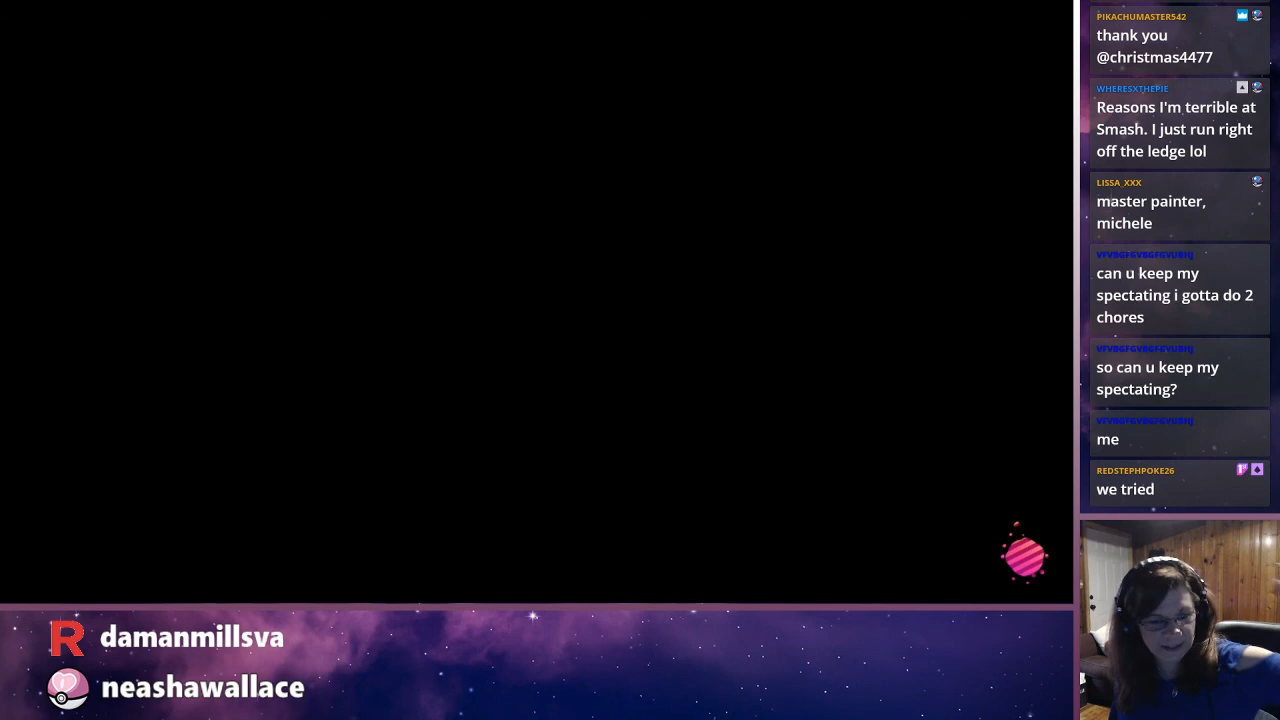 PIKACHUMASTER542
thank you
@christmas4477
WHERESXTHEPIE
Reasons I'm terrible at
Smash. I just run right
off the ledge lol
LISSA_XXX
master painter,
michele
can u keep my
spectating i gotta do 2
chores
so can u keep my
spectating?
me
REDSTEPHPOKE26
we tried
R damanmillsva
neashawallace